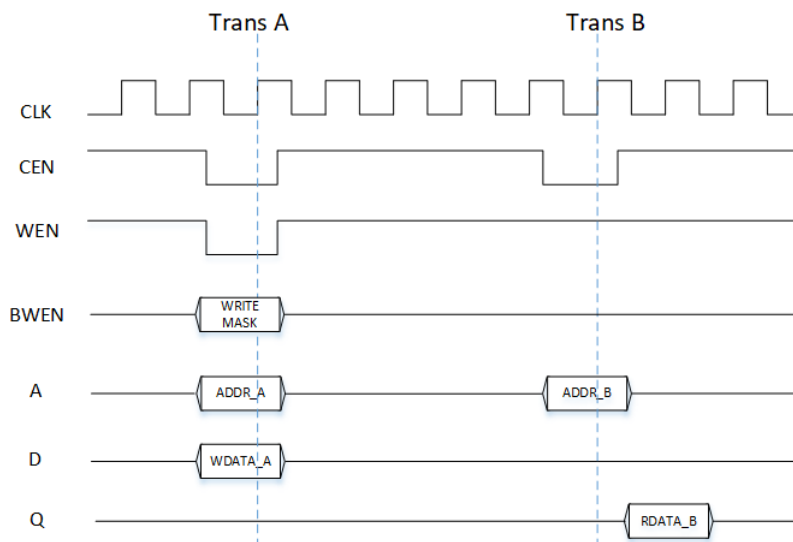 Trans A
Trans B
CLK
CEN
WEN
BWEN
WRITE
MASK
A
ADDR_A
ADDR_B
D
WDATA_A
Q
RDATA_B